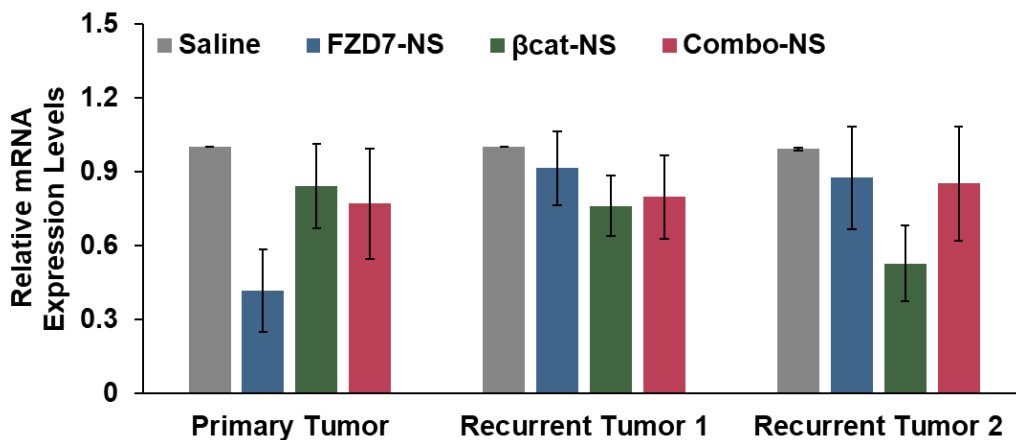 Relative mRNA
Expression Levels
1.5
1.2
0.9
0.6
0.3
0
Saline FZD7-NS βcat-NS Combo-NS
Primary Tumor Recurrent Tumor 1 Recurrent Tumor 2